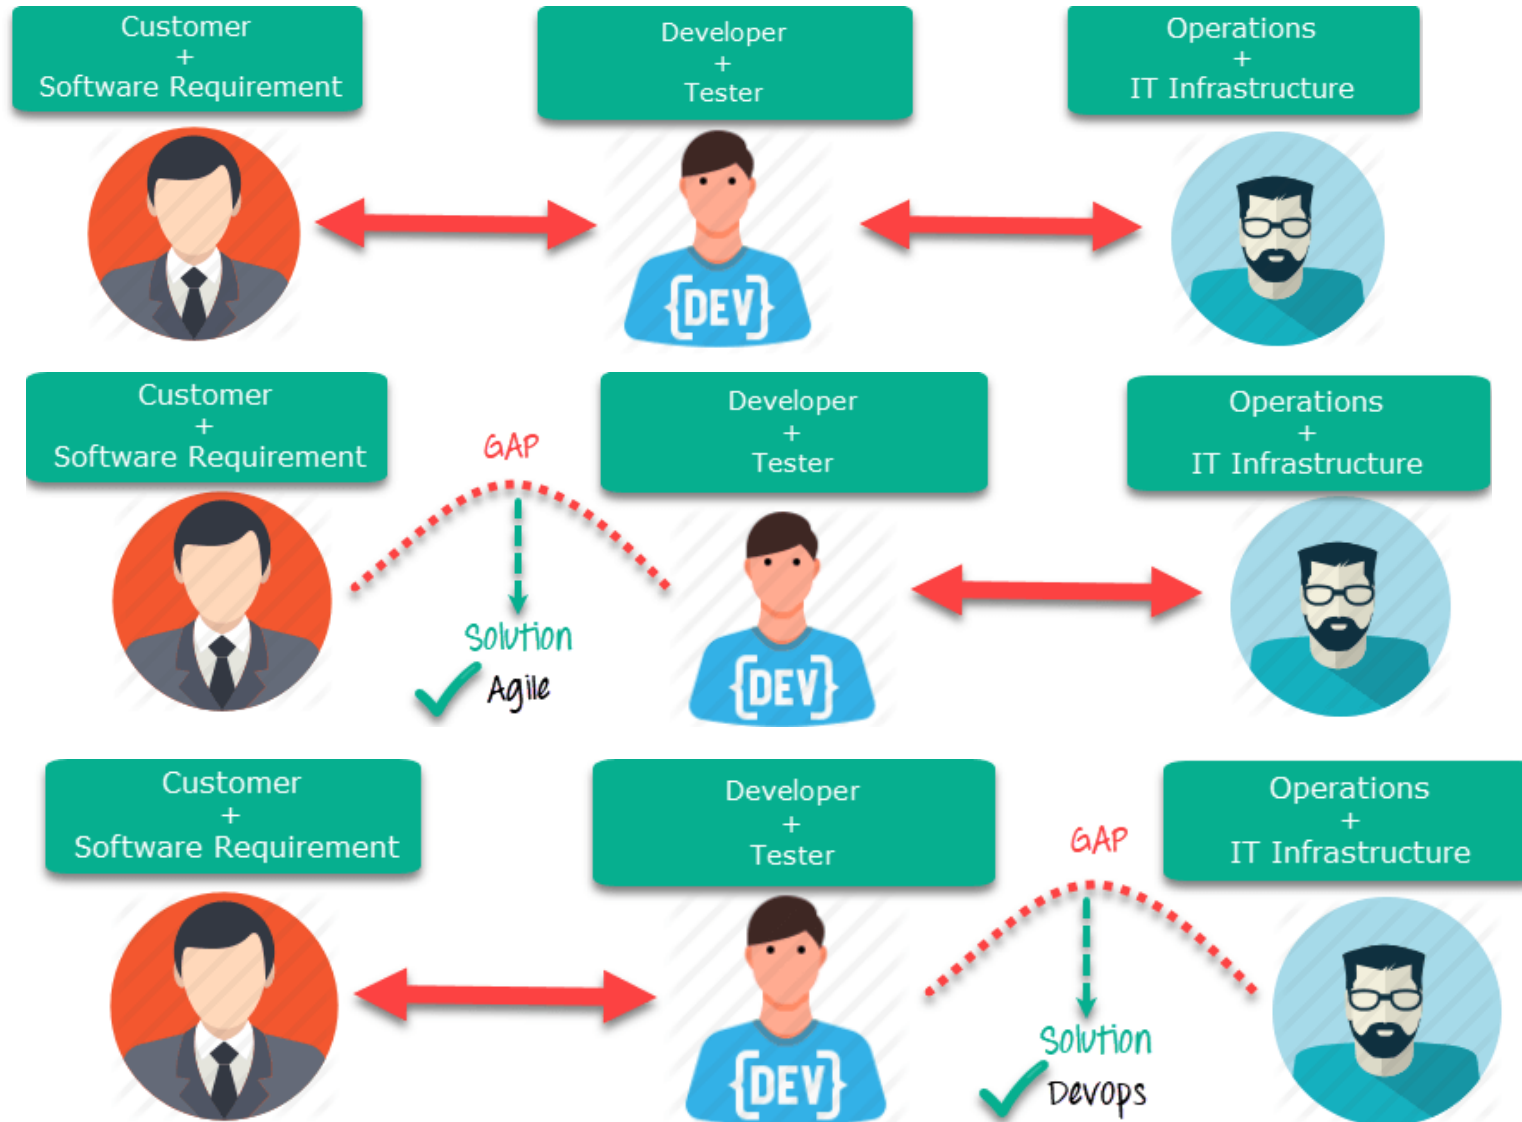 Customer
+
Software Requirement
Developer
+
Tester
Operations
+
IT Infrastructure
{DEV}
Customer
+
Software Requirement
GAP
Developer
+
Tester
Operations
+
IT Infrastructure
Solution
Agile
{DEV}
Customer
+
Software Requirement
Developer
+
Tester
GAP
Operations
+
IT Infrastructure
Solution
Devops
{DEV}